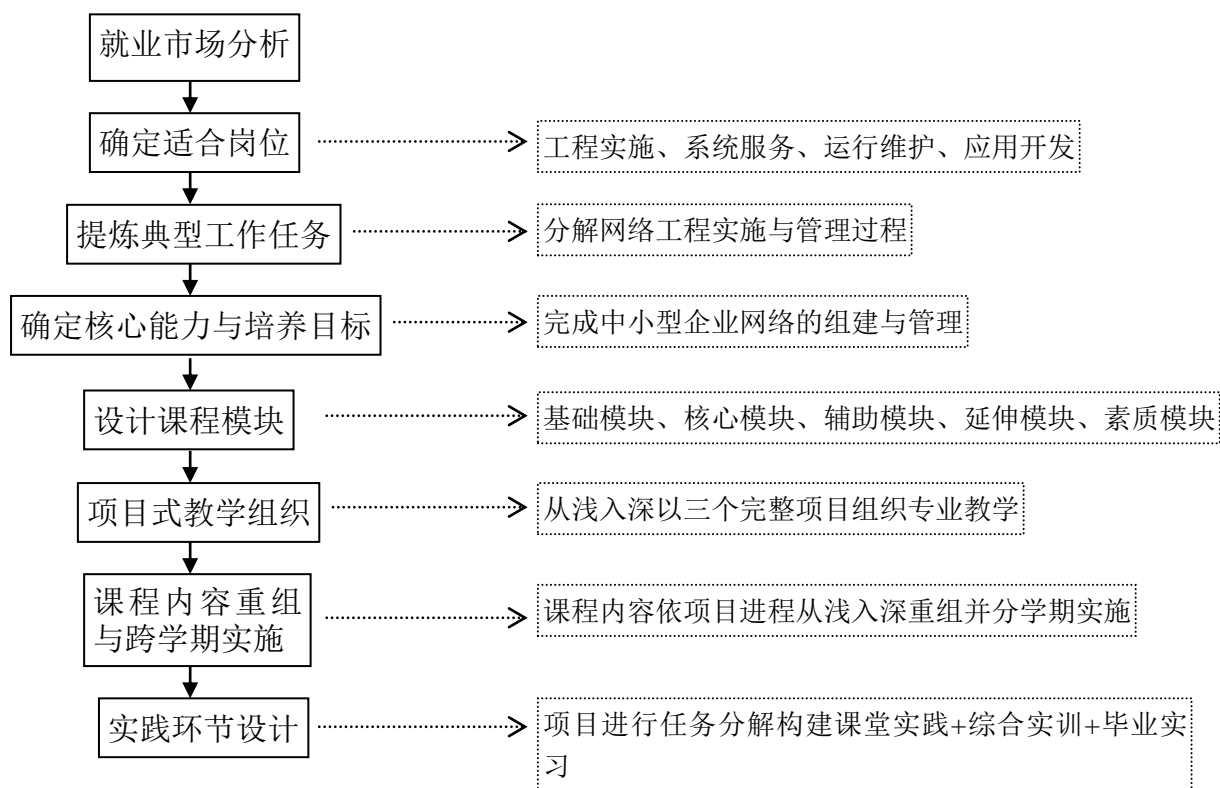 就业市场分析
确定适合岗位
工程实施、系统服务、运行维护、应用开发
提炼典型工作任务
分解网络工程实施与管理过程
确定核心能力与培养目标
完成中小型企业网络的组建与管理
设计课程模块
基础模块、核心模块、辅助模块、延伸模块、素质模块
项目式教学组织
从浅入深以三个完整项目组织专业教学
课程内容重组
与跨学期实施
课程内容依项目进程从浅入深重组并分学期实施
实践环节设计
项目进行任务分解构建课堂实践+综合实训+毕业实
习